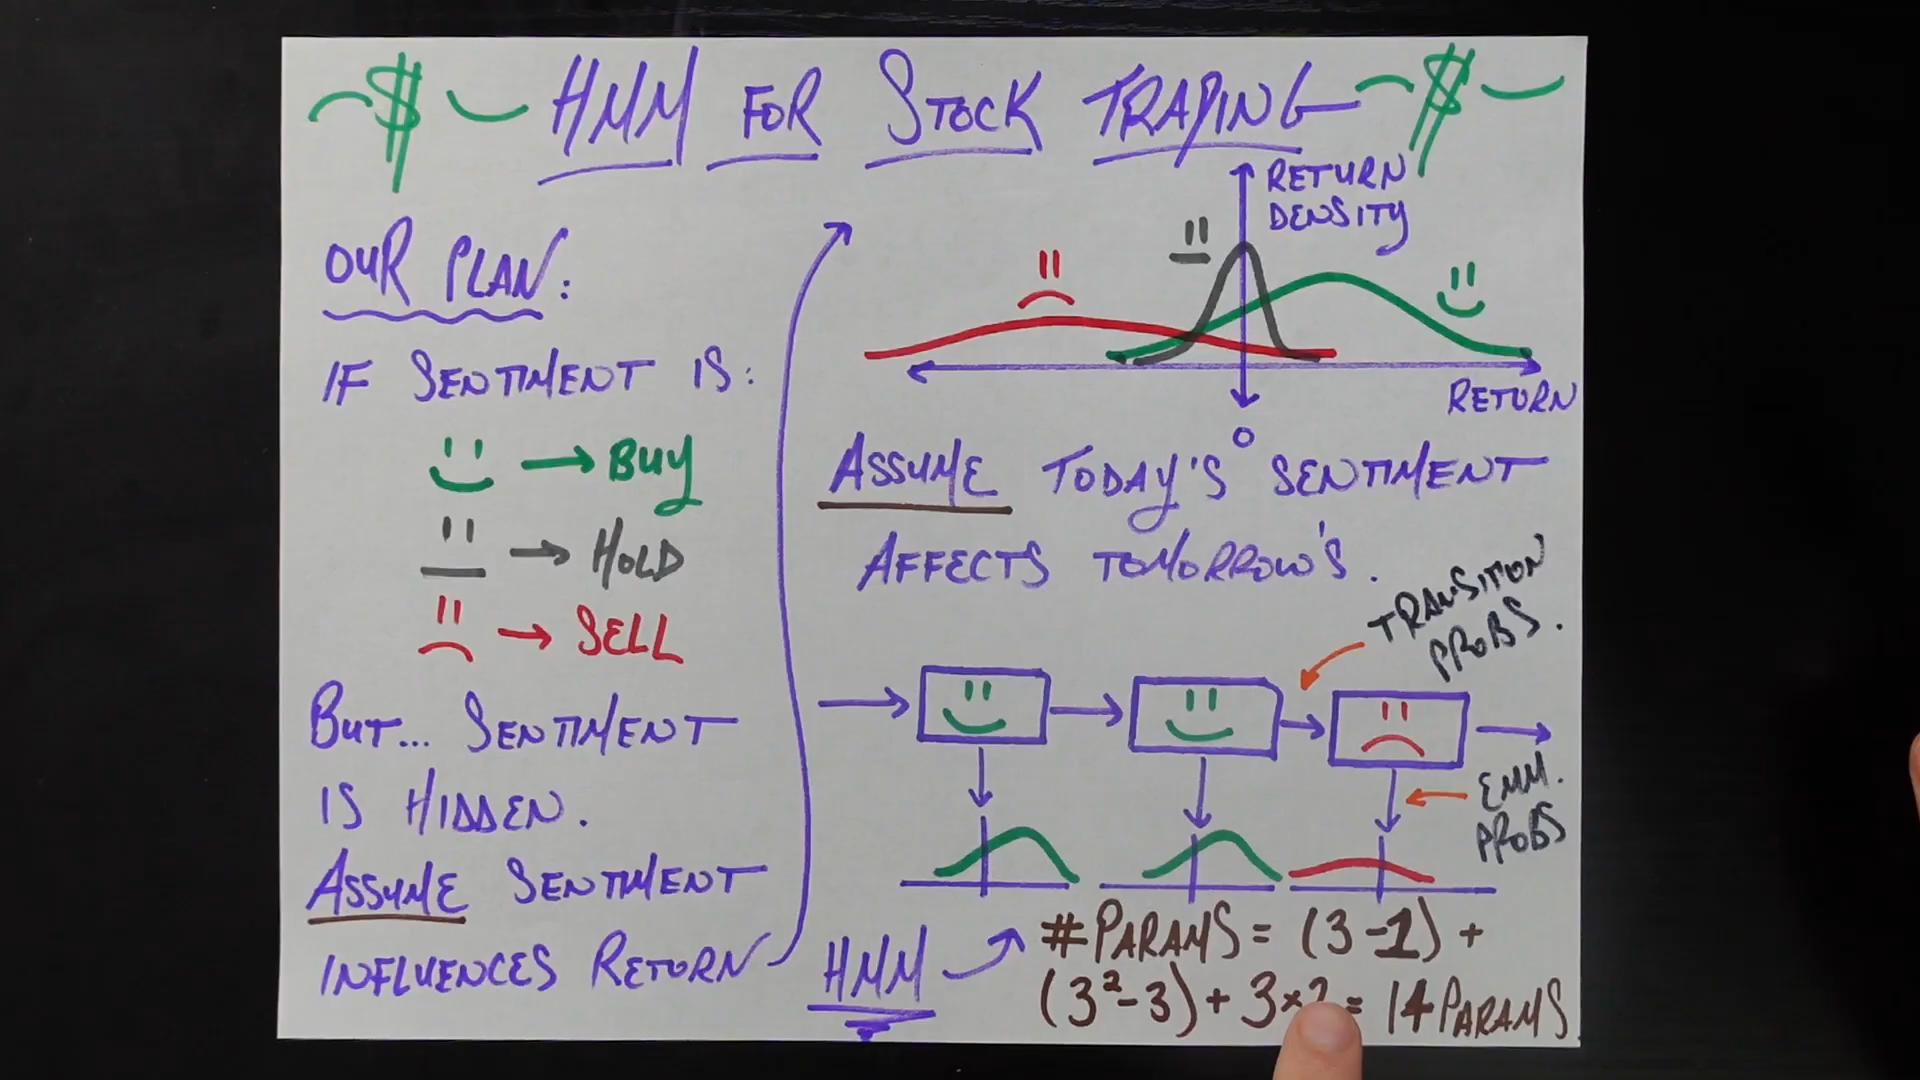 $ HMM FOR STOCK TRADING $
OUR PLAN:
IF SENTIMENT IS:
→ BUY
→ HOLD
→ SELL
BUT... SENTIMENT
IS HIDDEN.
ASSUME SENTIMENT
INFLUENCES RETURN
RETURN
DENSITY
RETURN
0
ASSUME TODAY'S SENTIMENT
AFFECTS TOMORROW'S.
TRANSITION
PROBS.
EMM.
PROBS
HMM
#PARAMS = (3-1) +
(3²-3) + 3× = 14 PARAMS